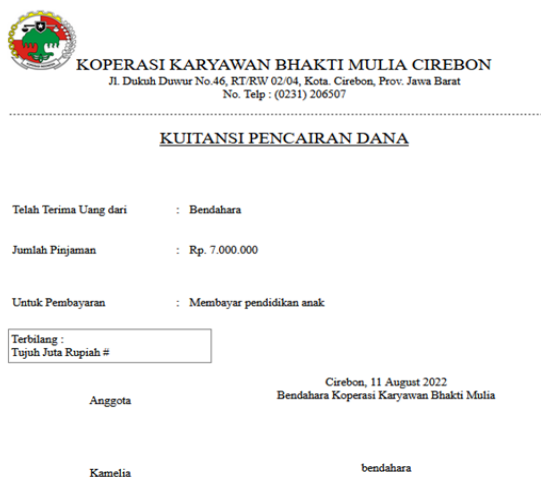 KOPERASI KARYAWAN BHAKTI MULIA CIREBON
Jl. Dukuh Duwur No.46, RT/RW 02/04, Kota. Cirebon, Prov. Jawa Barat
No. Telp : (0231) 206507
KUITANSI PENCAIRAN DANA
Telah Terima Uang dari : Bendahara
Jumlah Pinjaman : Rp. 7.000.000
Untuk Pembayaran : Membayar pendidikan anak
Terbilang :
Tujuh Juta Rupiah #
Cirebon, 11 August 2022
Bendahara Koperasi Karyawan Bhakti Mulia
Anggota
bendahara
Kamelia